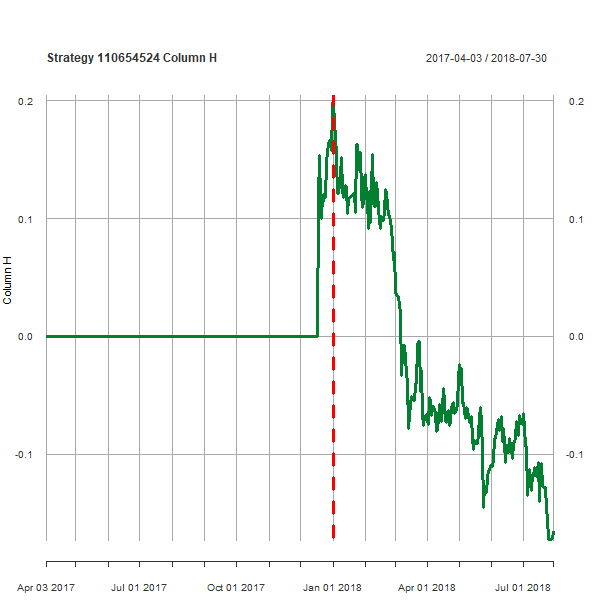 Strategy 110654524 Column H
2017-04-03 / 2018-07-30
0.2
0.2
0.1
0.1
Column H
0.0
0.0
-0.1
-0.1
Apr 03 2017
Jul 01 2017
Oct 01 2017
Jan 01 2018
Apr 01 2018
Jul 01 2018